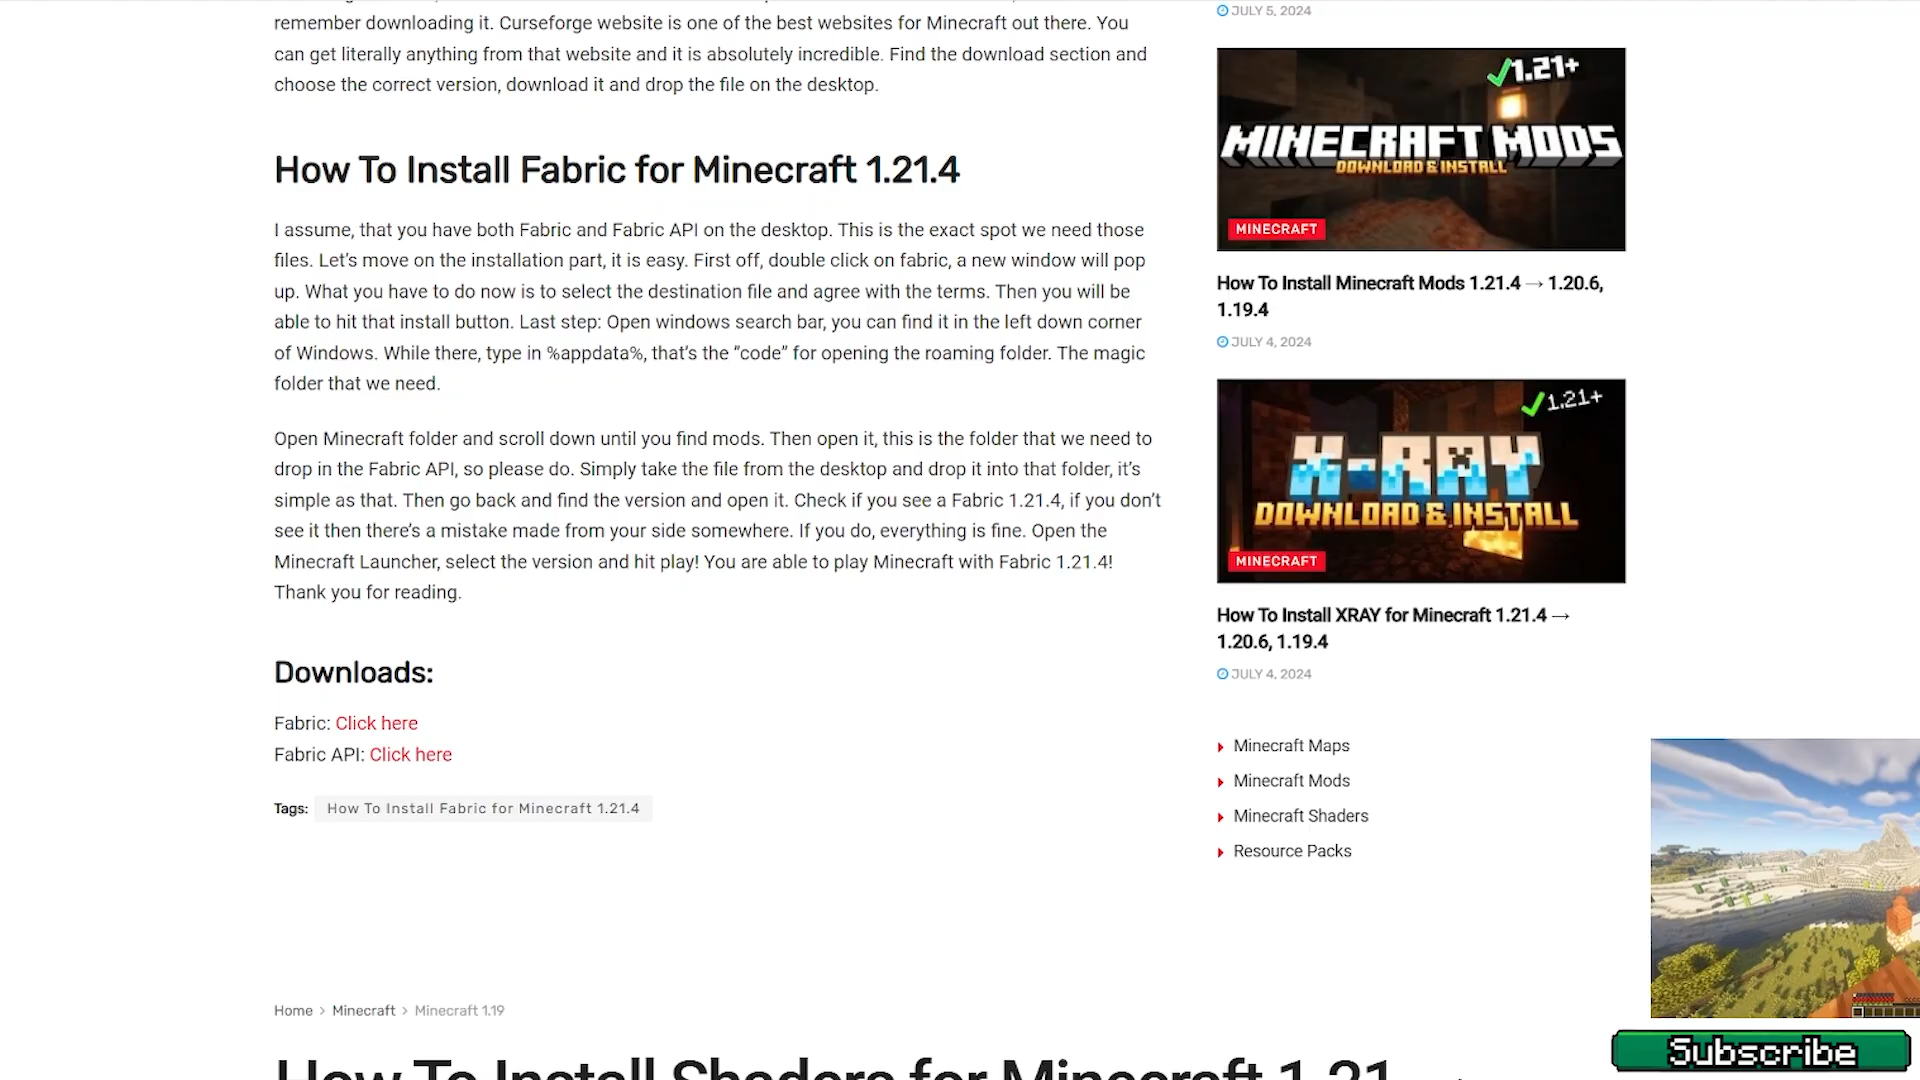 remember downloading it. Curseforge website is one of the best websites for Minecraft out there. You
can get literally anything from that website and it is absolutely incredible. Find the download section and
choose the correct version, download it and drop the file on the desktop.
How To Install Fabric for Minecraft 1.21.4
I assume, that you have both Fabric and Fabric API on the desktop. This is the exact spot we need those
files. Let’s move on the installation part, it is easy. First off, double click on fabric, a new window will pop
up. What you have to do now is to select the destination file and agree with the terms. Then you will be
able to hit that install button. Last step: Open windows search bar, you can find it in the left down corner
of Windows. While there, type in %appdata%, that’s the “code” for opening the roaming folder. The magic
folder that we need.
Open Minecraft folder and scroll down until you find mods. Then open it, this is the folder that we need to
drop in the Fabric API, so please do. Simply take the file from the desktop and drop it into that folder, it’s
simple as that. Then go back and find the version and open it. Check if you see a Fabric 1.21.4, if you don’t
see it then there’s a mistake made from your side somewhere. If you do, everything is fine. Open the
Minecraft Launcher, select the version and hit play! You are able to play Minecraft with Fabric 1.21.4!
Thank you for reading.
Downloads:
Fabric: Click here
Fabric API: Click here
Tags: How To Install Fabric for Minecraft 1.21.4
Home > Minecraft > Minecraft 1.19
How To Install Shaders for Minecraft 1.21
JULY 5, 2024
1.21+
MINECRAFT MODS
DOWNLOAD & INSTALL
MINECRAFT
How To Install Minecraft Mods 1.21.4 → 1.20.6,
1.19.4
JULY 4, 2024
1.21+
X-RAY
DOWNLOAD & INSTALL
MINECRAFT
How To Install XRAY for Minecraft 1.21.4 →
1.20.6, 1.19.4
JULY 4, 2024
Minecraft Maps
Minecraft Mods
Minecraft Shaders
Resource Packs
Subscribe